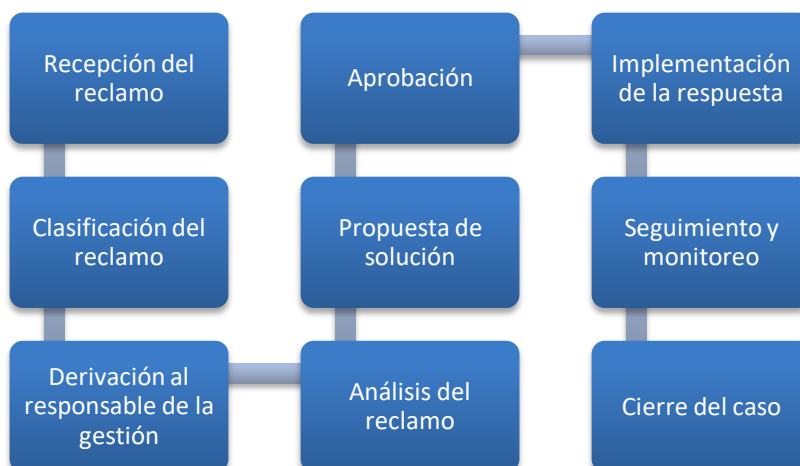 Recepción del
reclamo
Clasificación del
reclamo
Derivación al
responsable de la
gestión
Análisis del
reclamo
Propuesta de
solución
Aprobación
Implementación
de la respuesta
Seguimiento y
monitoreo
Cierre del caso